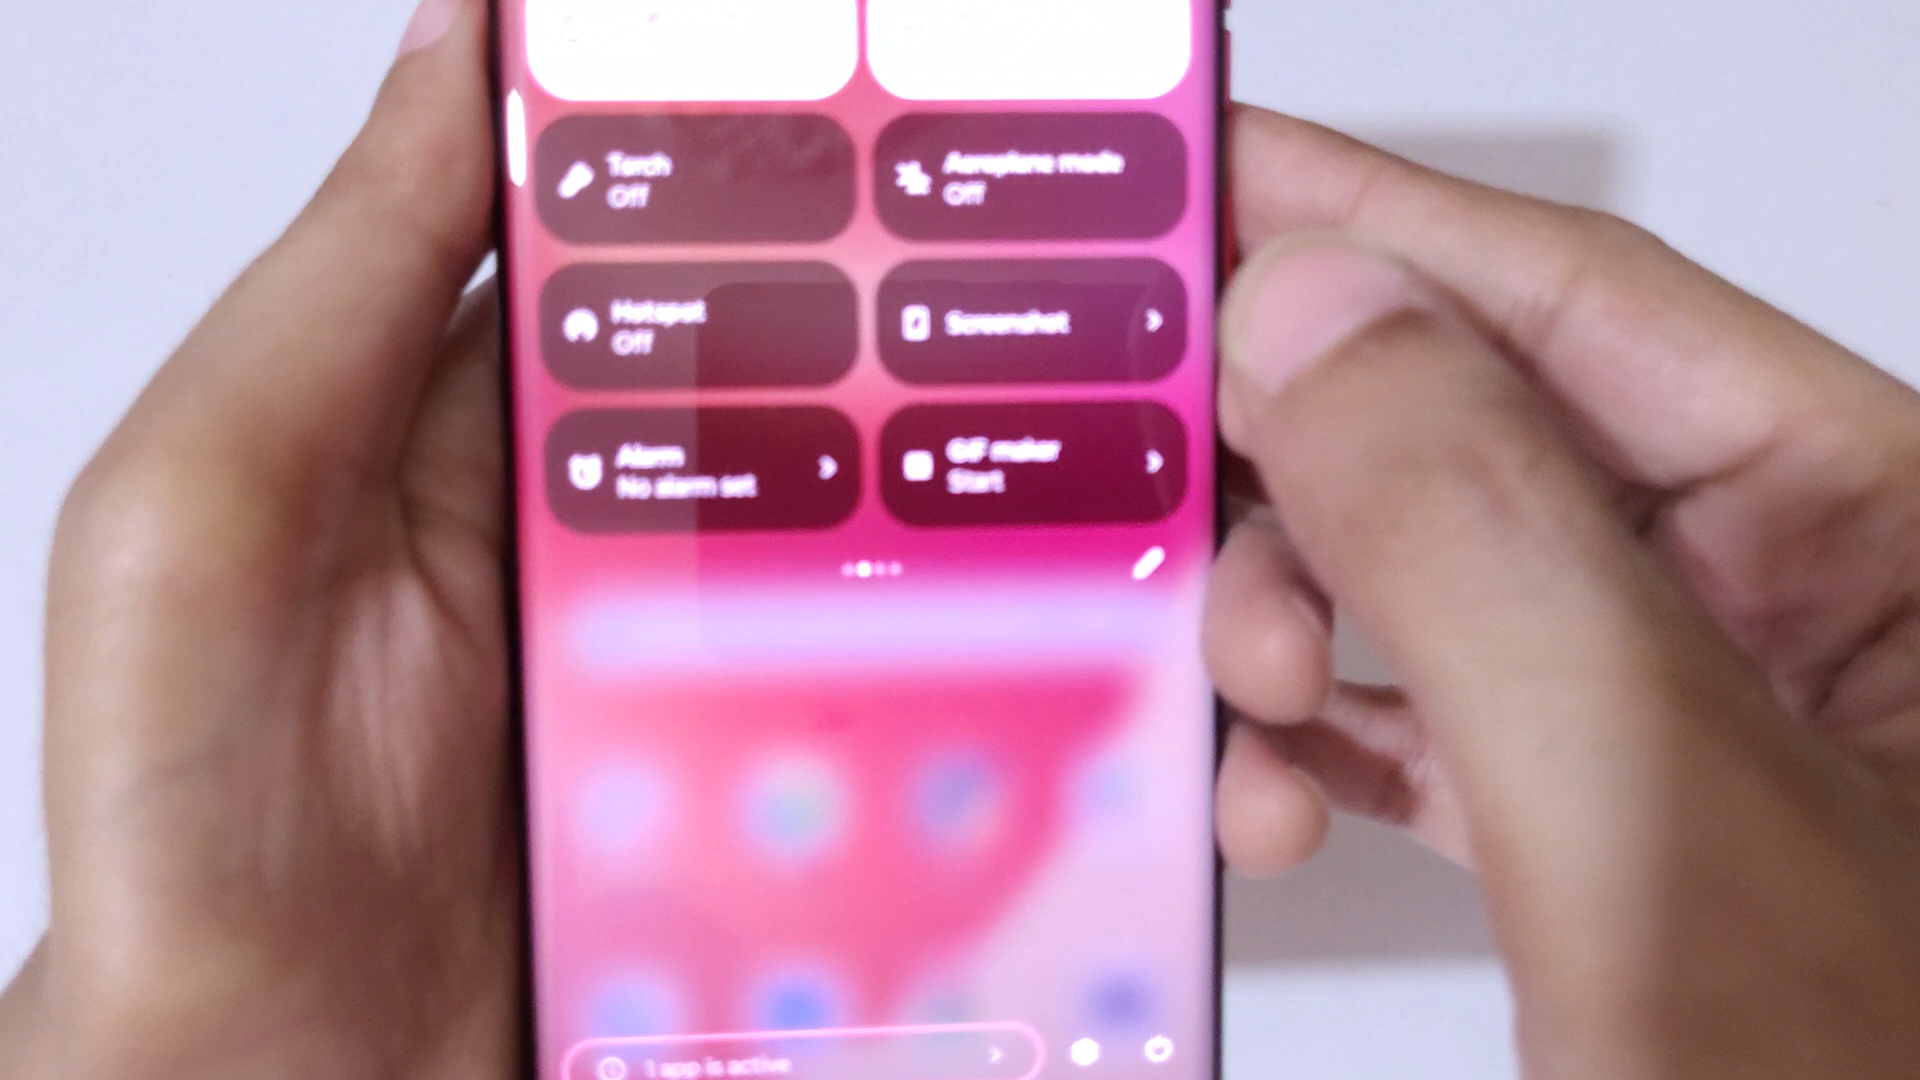 Torch
Off
Aeroplane mode
Off
Hotspot
Off
Screenshot
Alarm
No alarm set
GIF maker
Start
1 app is active